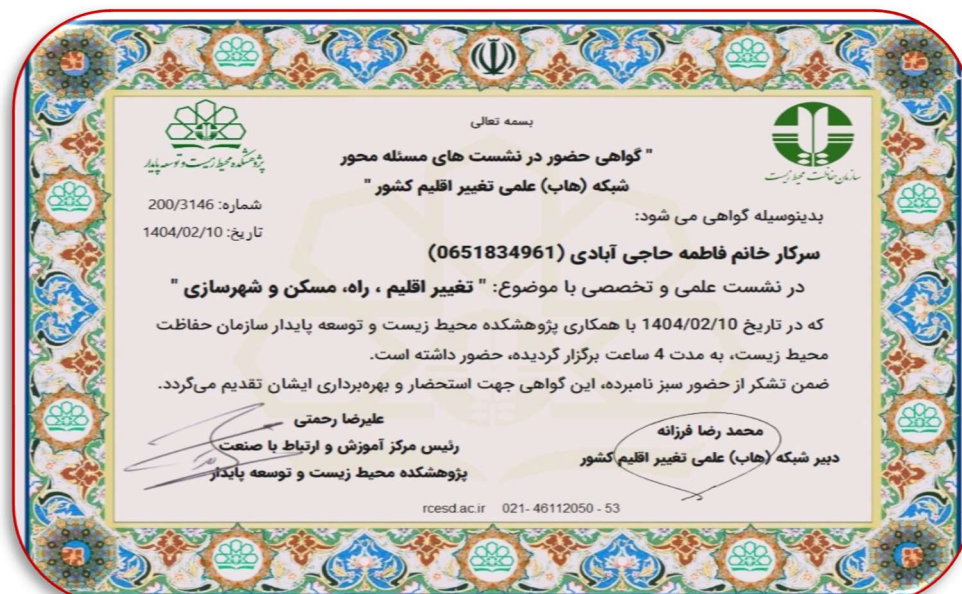 بسمه تعالی
" گواهی حضور در نشست های مسئله محور
شبکه (هاب) علمی تغییر اقلیم کشور "
پژوهشکده محیط زیست و توسعه پایدار
سازمان حفاظت محیط زیست
شماره: 200/3146
تاریخ: 1404/02/10
بدینوسیله گواهی می شود:
سرکار خانم فاطمه حاجی آبادی (0651834961)
در نشست علمی و تخصصی با موضوع: " تغییر اقلیم ، راه، مسکن و شهرسازی "
که در تاریخ 1404/02/10 با همکاری پژوهشکده محیط زیست و توسعه پایدار سازمان حفاظت
محیط زیست، به مدت 4 ساعت برگزار گردیده، حضور داشته است.
ضمن تشکر از حضور سبز نامبرده، این گواهی جهت استحضار و بهره‌برداری ایشان تقدیم می‌گردد.
محمد رضا فرزانه
دبیر شبکه (هاب) علمی تغییر اقلیم کشور
علیرضا رحمتی
رئیس مرکز آموزش و ارتباط با صنعت
پژوهشکده محیط زیست و توسعه پایدار
rcesd.ac.ir 021- 46112050 - 53